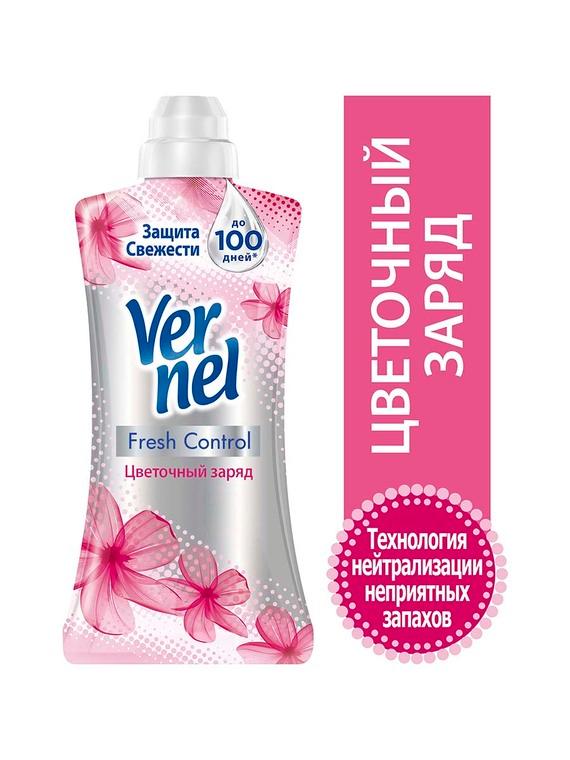 Защита
Свежести
до
100
дней*
Ver
nel
Fresh Control
Цветочный заряд
ЦВЕТОЧНЫЙ
ЗАРЯД
Технология
нейтрализации
неприятных
запахов